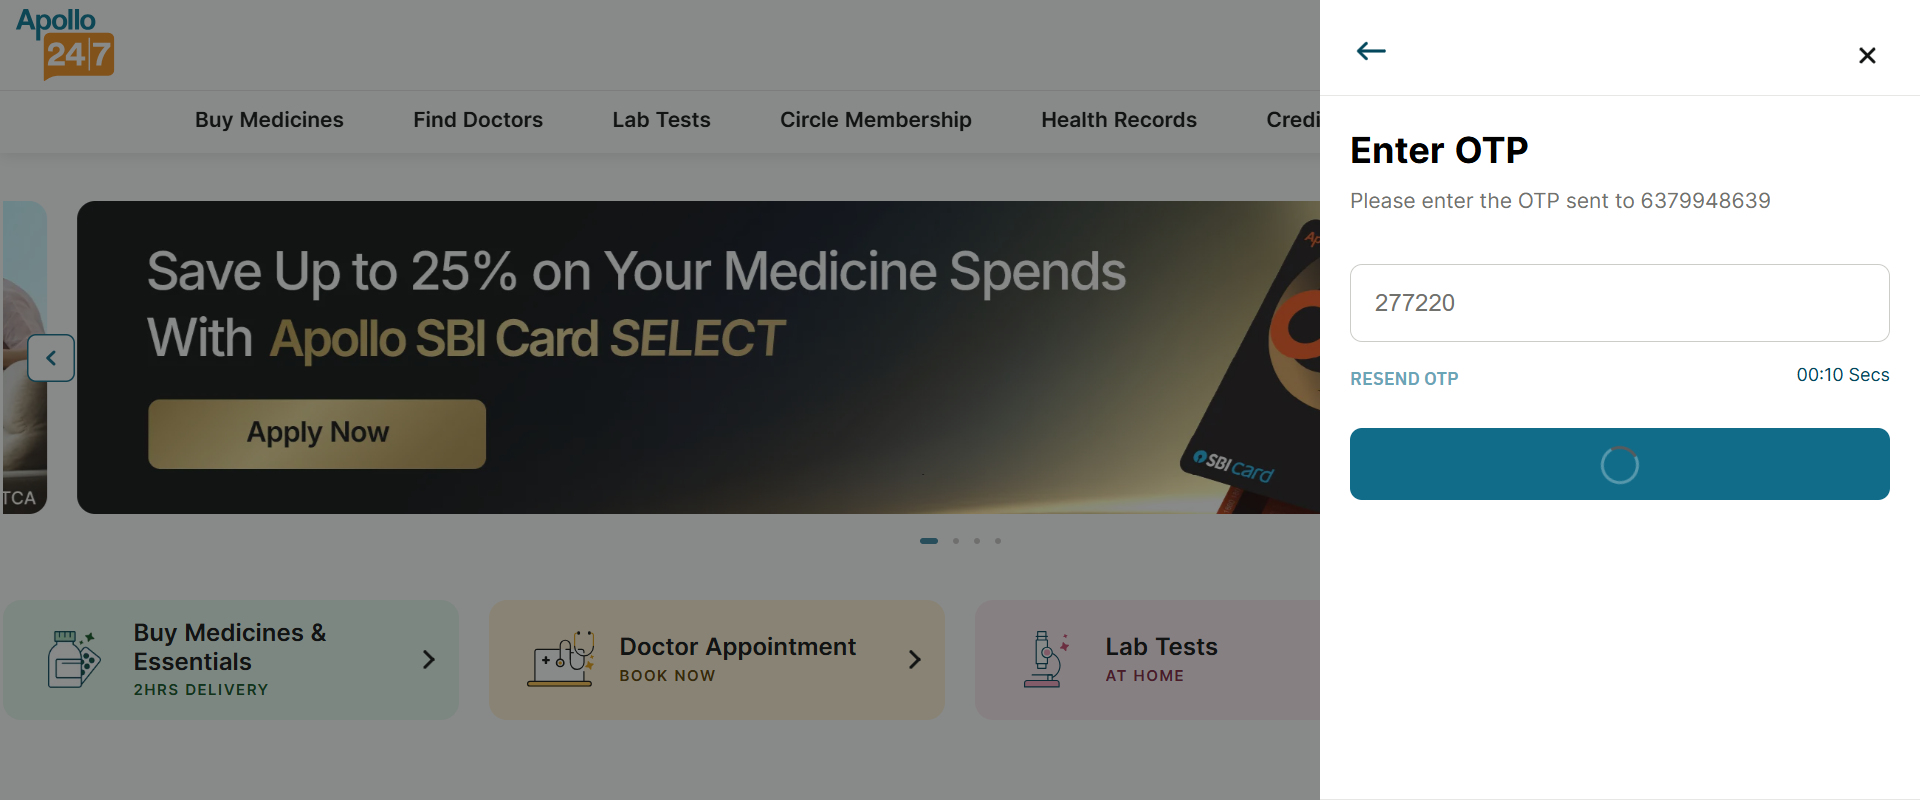 Apollo
24|7
Buy Medicines
Find Doctors
Lab Tests
Circle Membership
Health Records
Credi
TCA
Save Up to 25% on Your Medicine Spends
With Apollo SBI Card SELECT
Apply Now
SBI Card
Buy Medicines &
Essentials
2HRS DELIVERY
Doctor Appointment
BOOK NOW
Lab Tests
AT HOME
Enter OTP
Please enter the OTP sent to 6379948639
277220
RESEND OTP
00:10 Secs